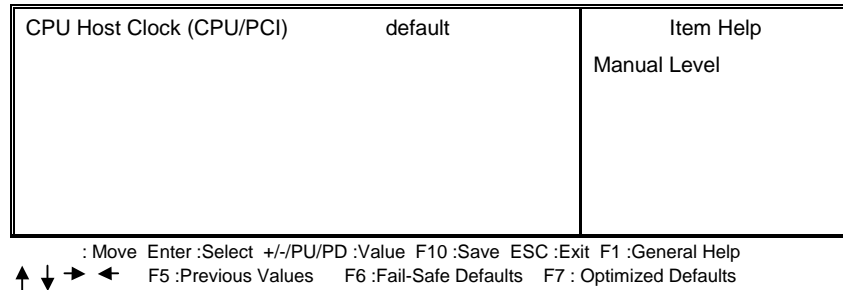 CPU Host Clock (CPU/PCI) default Item Help
Manual Level
: Move Enter :Select +/-/PU/PD :Value F10 :Save ESC :Exit F1 :General Help
F5 :Previous Values F6 :Fail-Safe Defaults F7 : Optimized Defaults